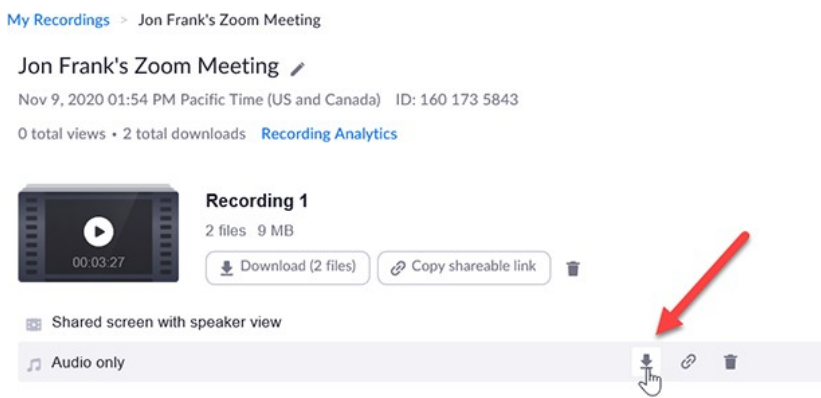 My Recordings > Jon Frank's Zoom Meeting
Jon Frank's Zoom Meeting
Nov 9, 2020 01:54 PM Pacific Time (US and Canada) ID: 160 173 5843
0 total views • 2 total downloads Recording Analytics
Recording 1
2 files 9 MB
00:03:27
Download (2 files) Copy shareable link
Shared screen with speaker view
Audio only